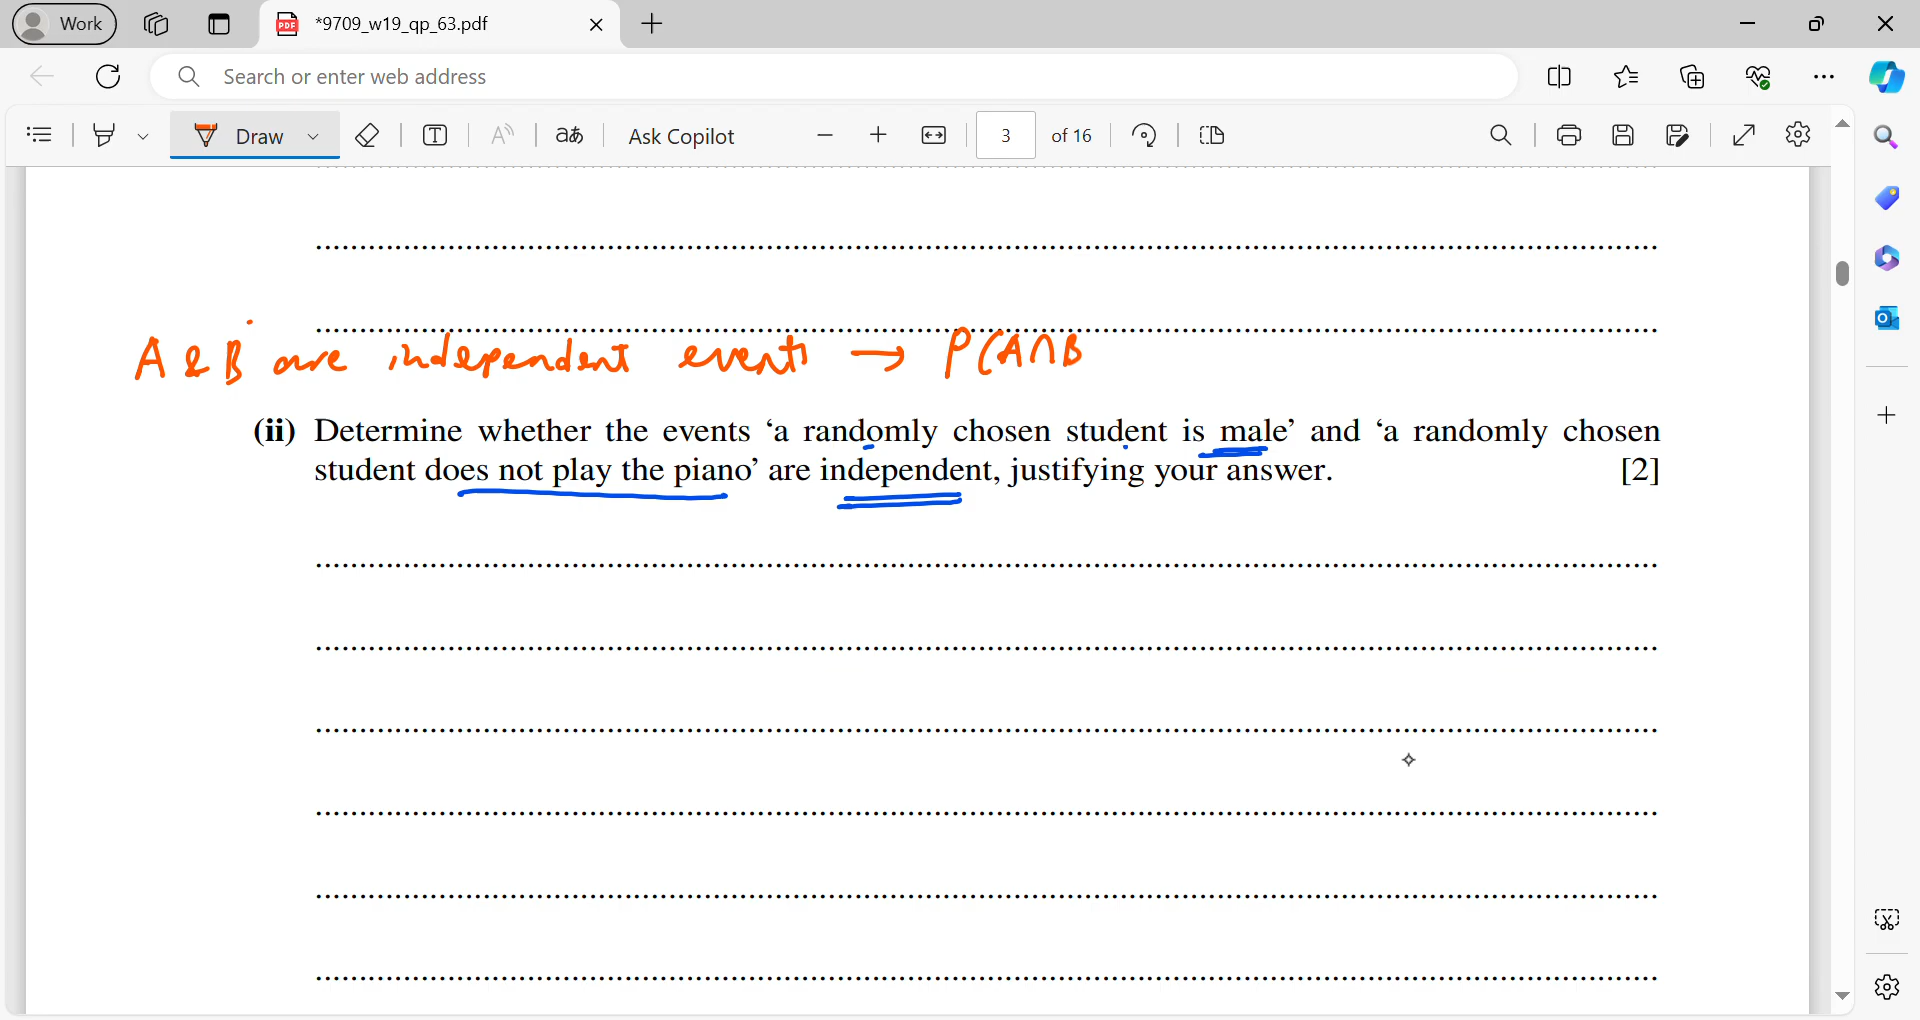 Work
*9709_w19_qp_63.pdf
Search or enter web address
Draw
aあ
Ask Copilot
3 of 16
A & B are independent events → P(A∩B
(ii) Determine whether the events ‘a randomly chosen student is male’ and ‘a randomly chosen
student does not play the piano’ are independent, justifying your answer. [2]